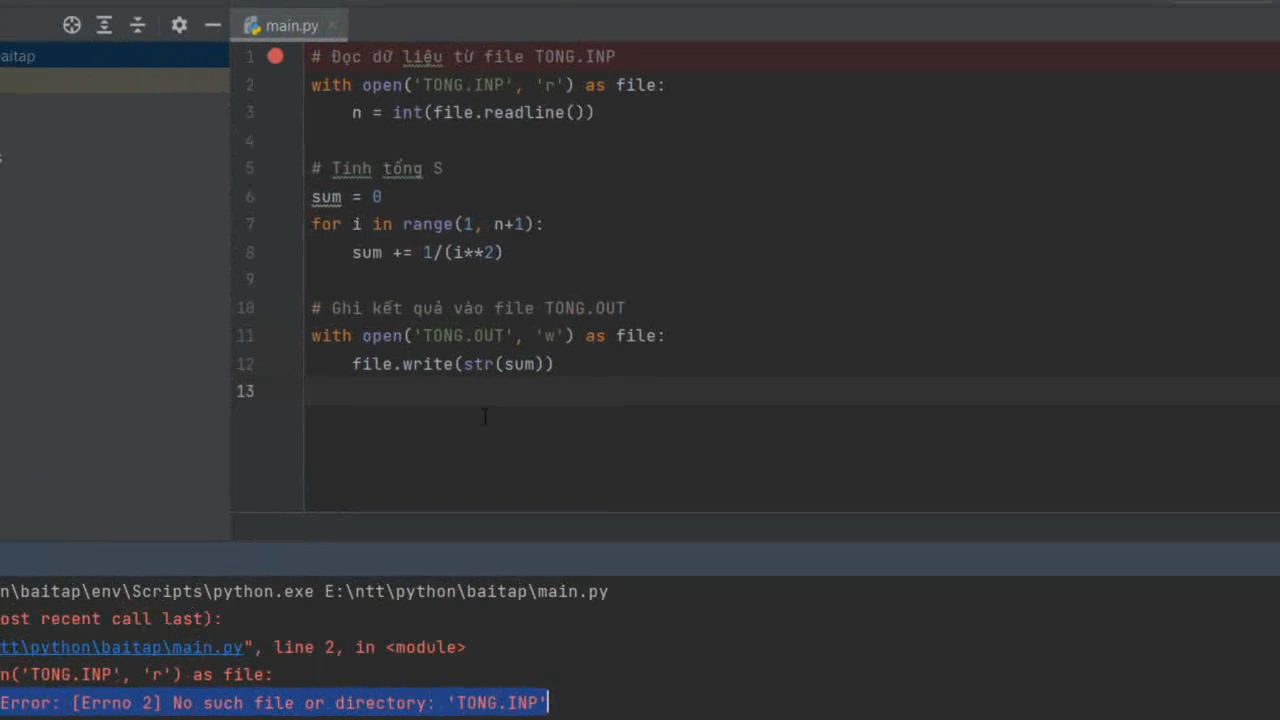 main.py
aitap
1 # Đọc dữ liệu từ file TONG.INP
2 with open('TONG.INP', 'r') as file:
3 n = int(file.readline())
4
5 # Tính tổng S
6 sum = 0
7 for i in range(1, n+1):
8 sum += 1/(i**2)
9
10 # Ghi kết quả vào file TONG.OUT
11 with open('TONG.OUT', 'w') as file:
12 file.write(str(sum))
13
n\baitap\env\Scripts\python.exe E:\ntt\python\baitap\main.py
ost recent call last):
tt\python\baitap\main.py", line 2, in <module>
n('TONG.INP', 'r') as file:
Error: [Errno 2] No such file or directory: 'TONG.INP'